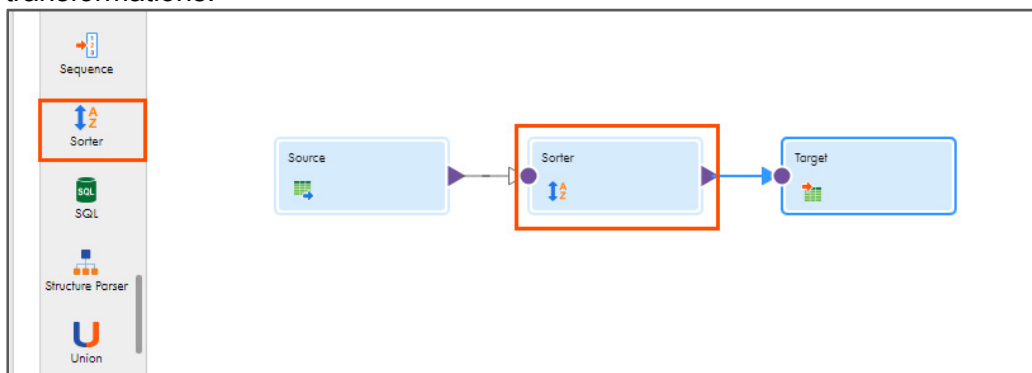 transformations.
Sequence
Sorter
SQL
SQL
Structure Parser
Union
Source
Sorter
Target